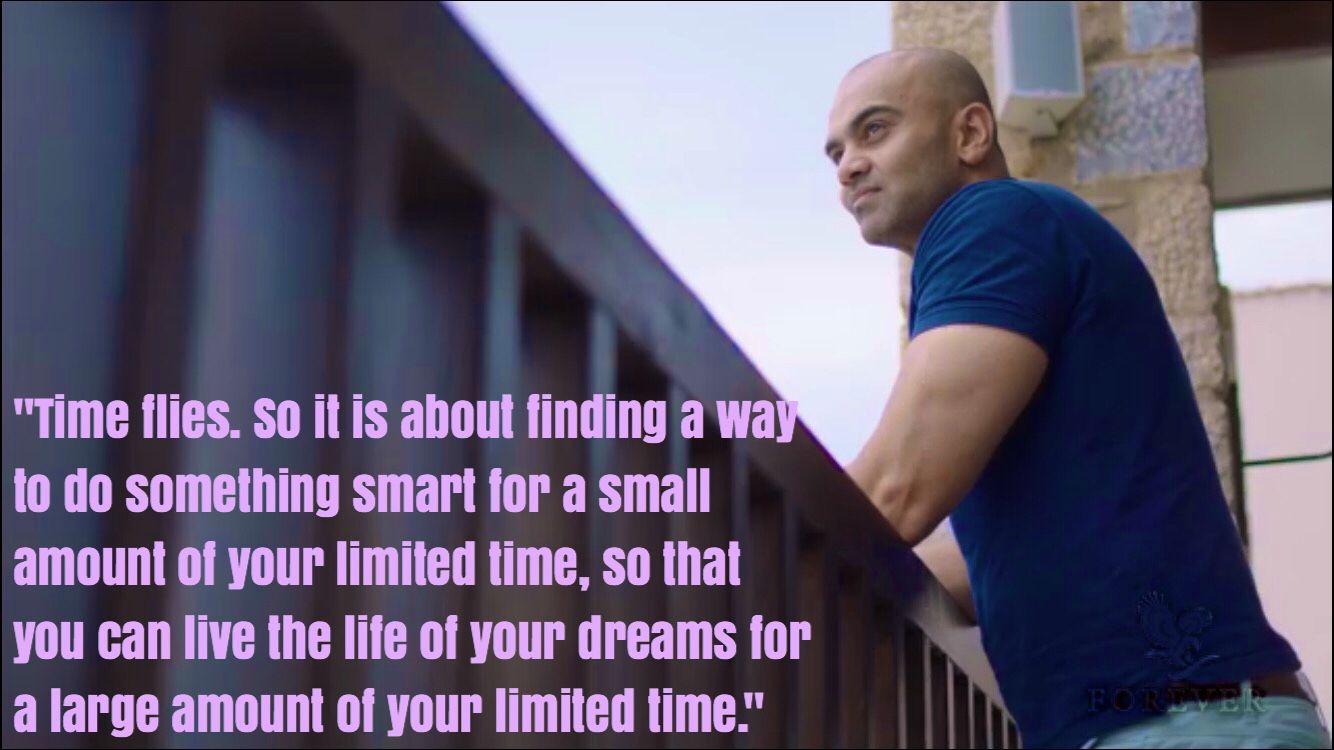 "Time flies. So it is about finding a way
to do something smart for a small
amount of your limited time, so that
you can live the life of your dreams for
a large amount of your limited time."
FOREVER